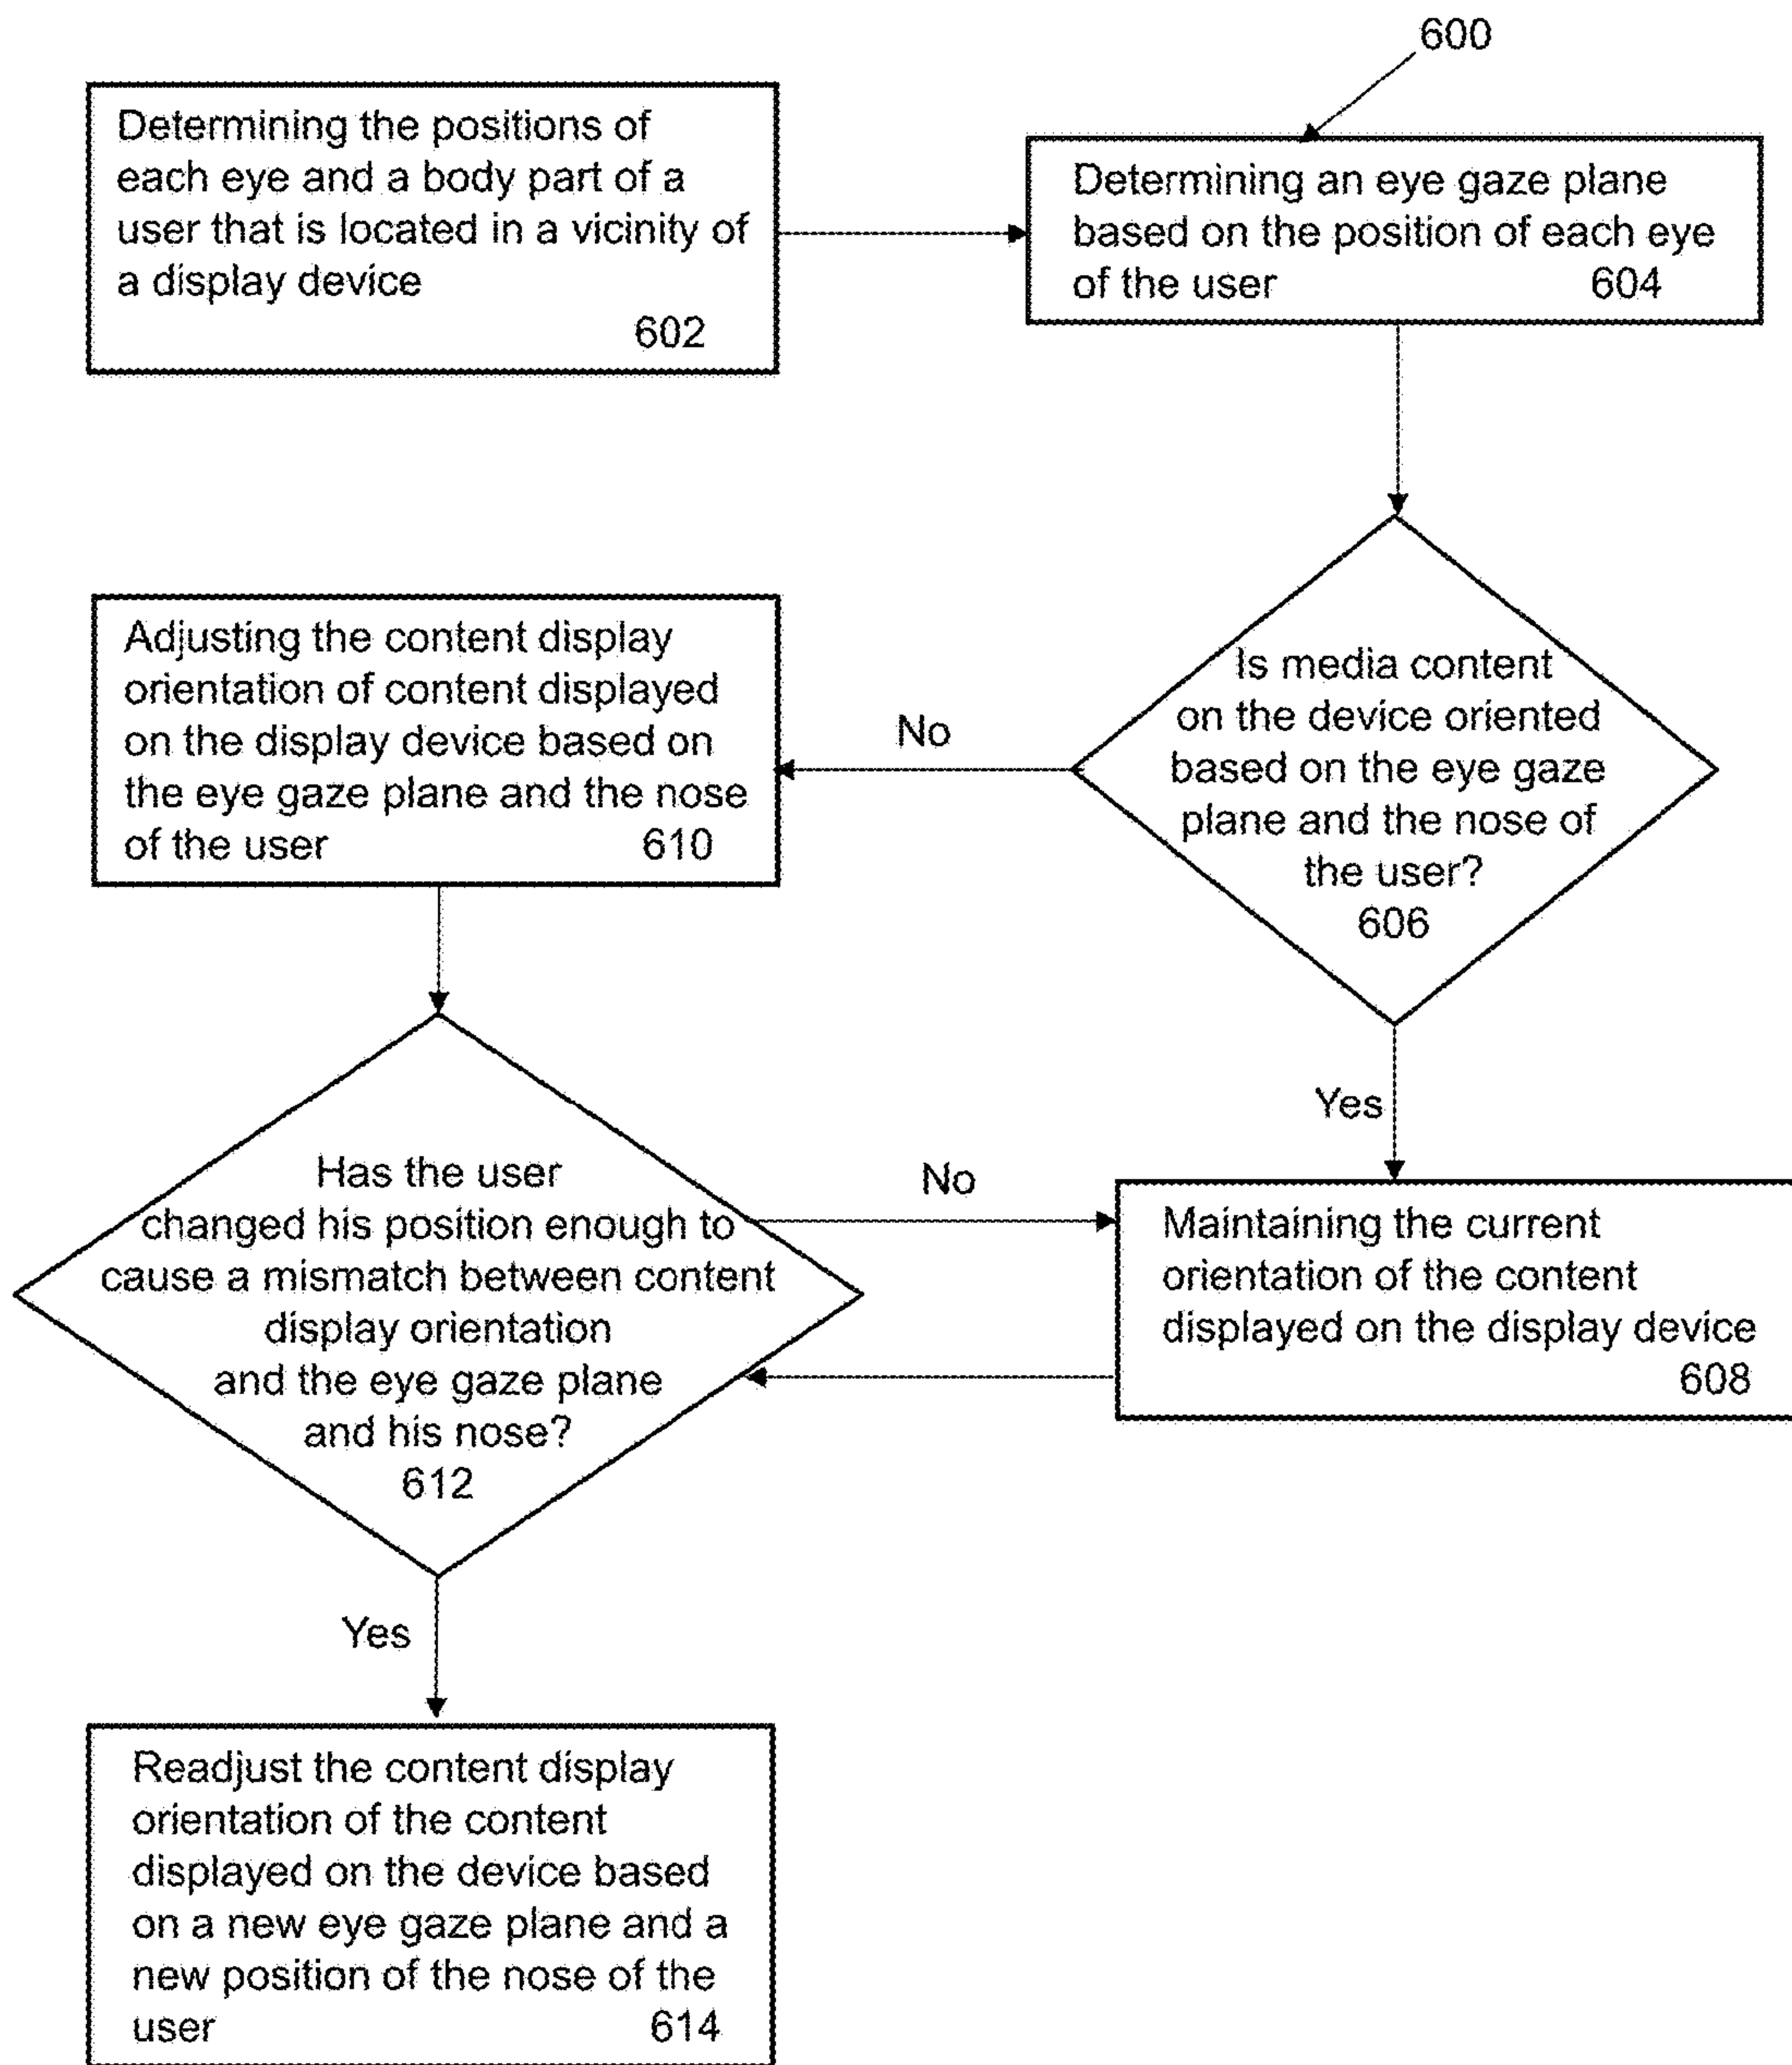 600
Determining the positions of
each eye and a body part of a
user that is located in a vicinity of
a display device
602
Determining an eye gaze plane
based on the position of each eye
of the user 604
Is media content
on the device oriented
based on the eye gaze
plane and the nose of
the user?
606
No
Adjusting the content display
orientation of content displayed
on the display device based on
the eye gaze plane and the nose
of the user 610
Yes
Has the user
changed his position enough to
cause a mismatch between content
display orientation
and the eye gaze plane
and his nose?
612
No
Maintaining the current
orientation of the content
displayed on the display device
608
Yes
Readjust the content display
orientation of the content
displayed on the device based
on a new eye gaze plane and a
new position of the nose of the
user 614